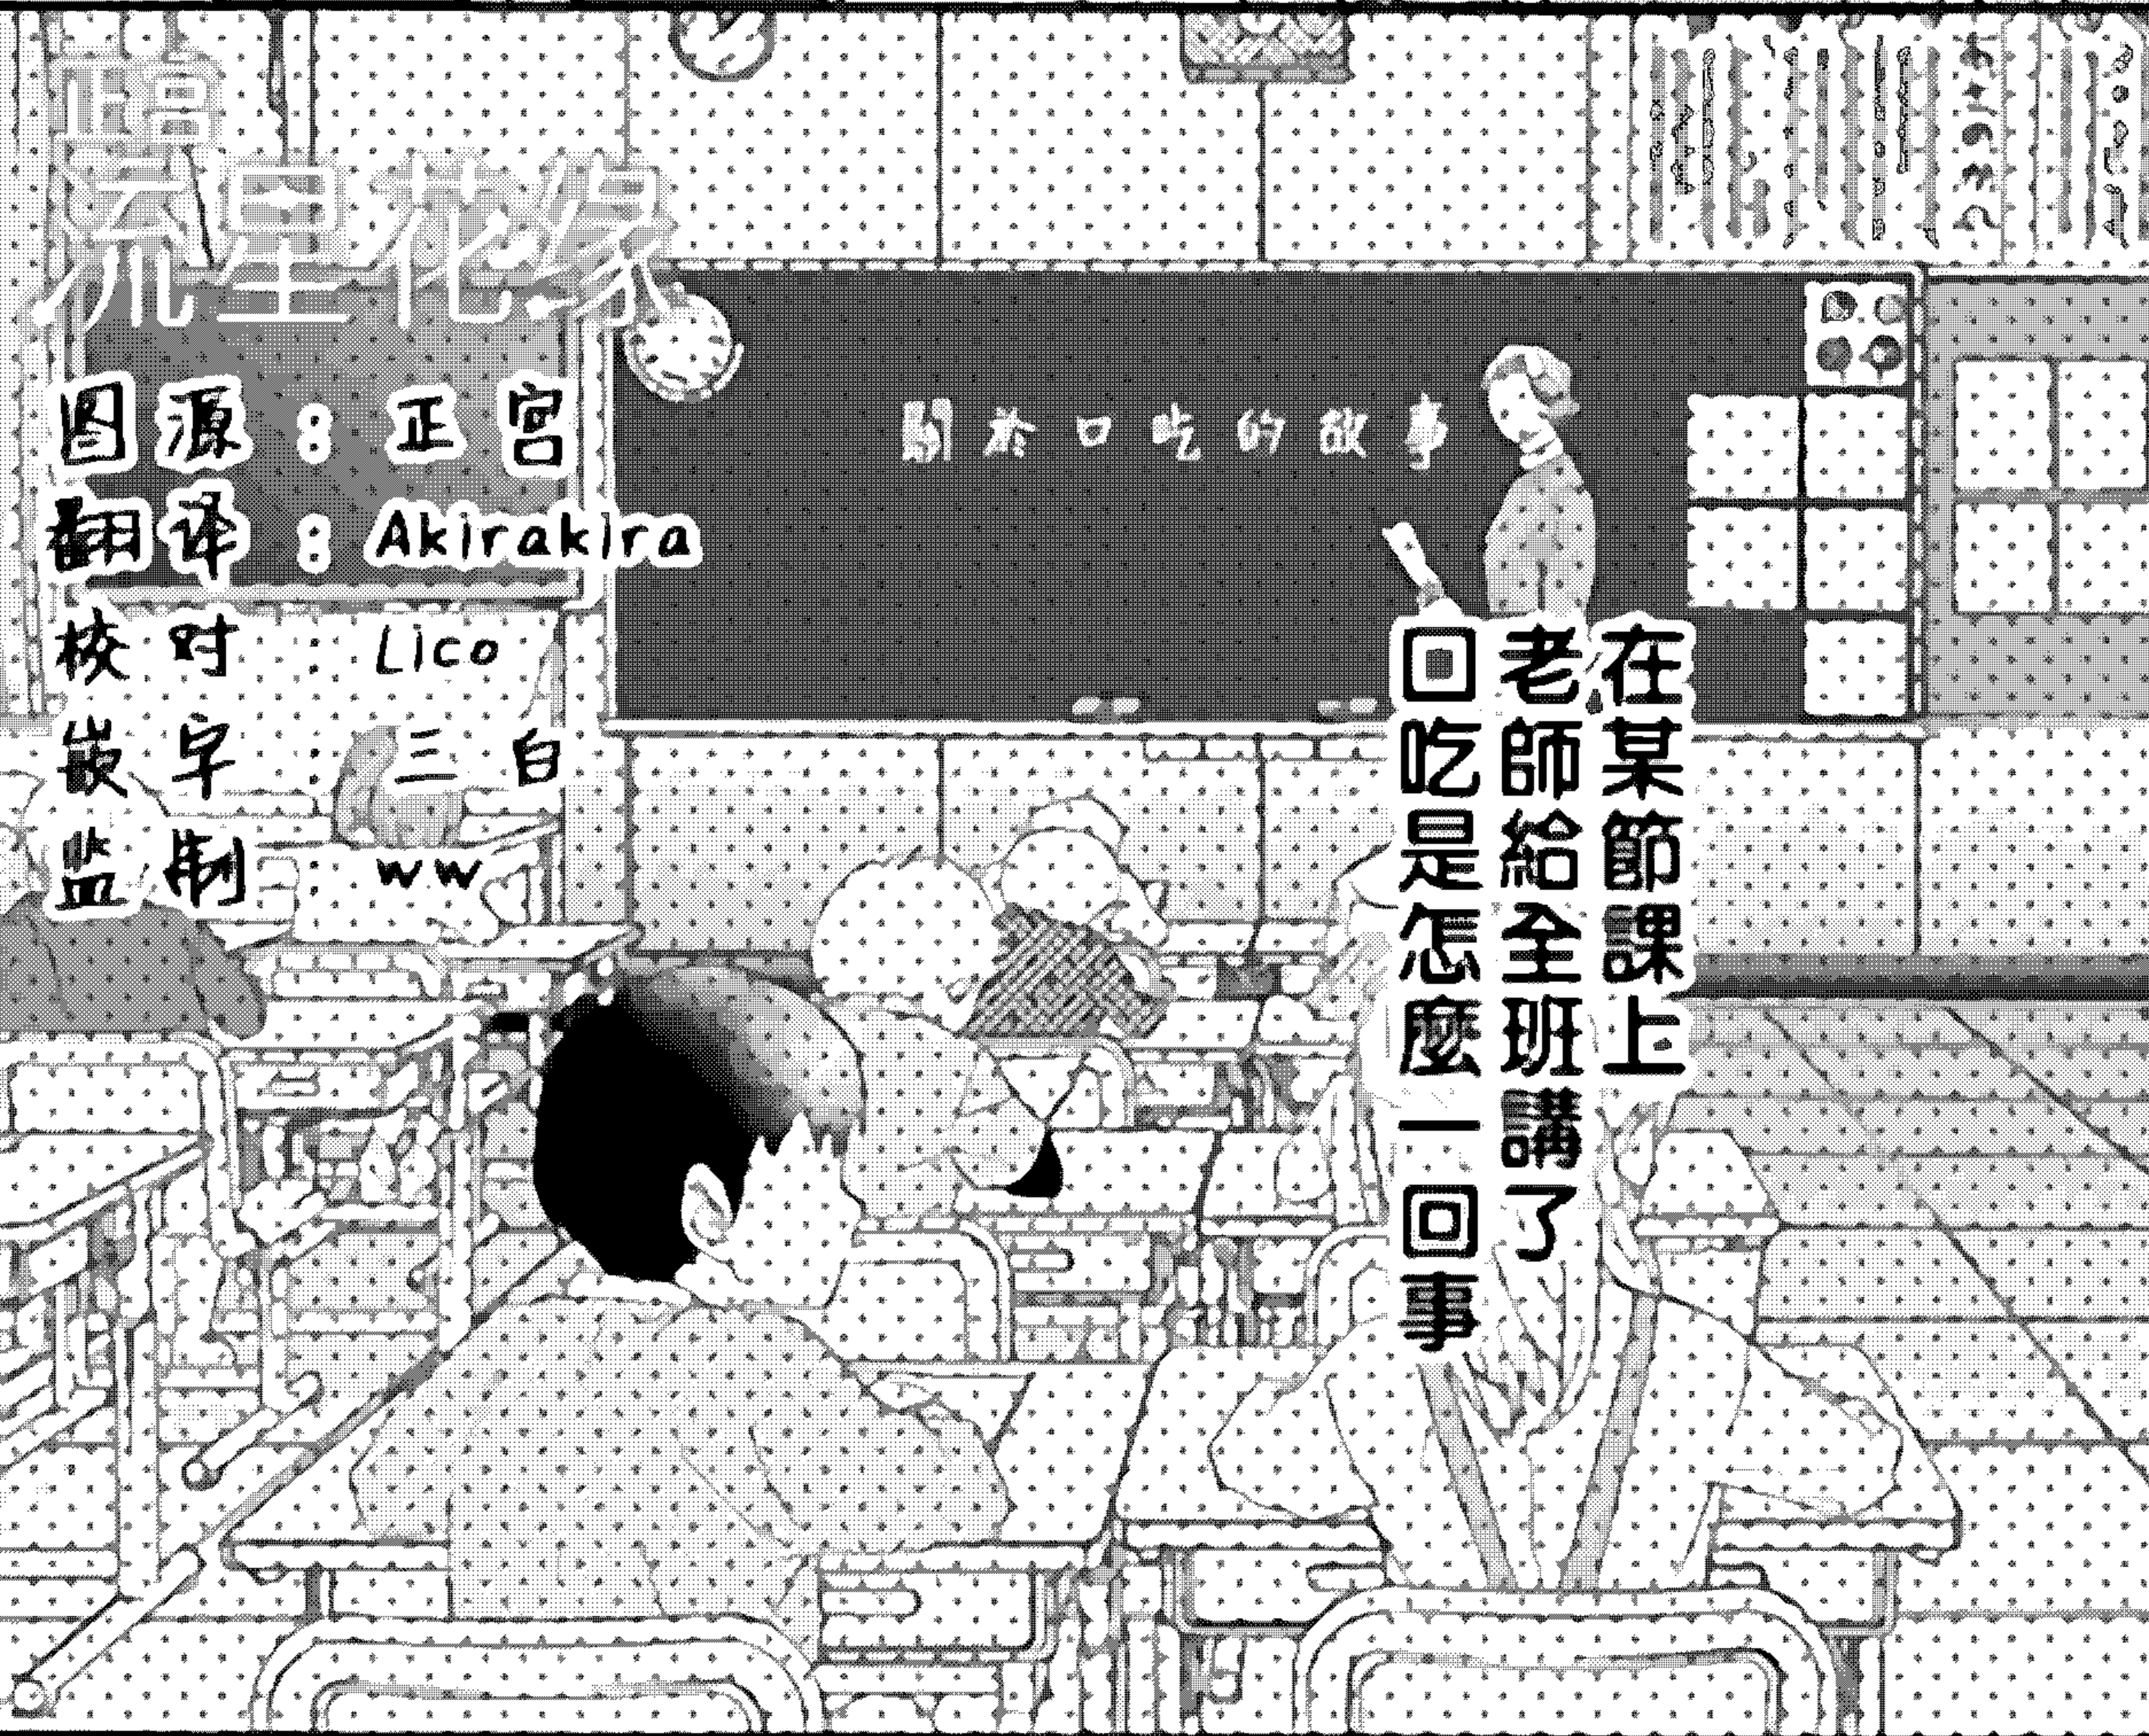 正宫
流星花缘
图源：正宫
翻译：Akirakira
校对：Lico
嵌字：三白
监制：ww
關於口吃的故事
在某節課上
老師給全班講了
口吃是怎麼一回事